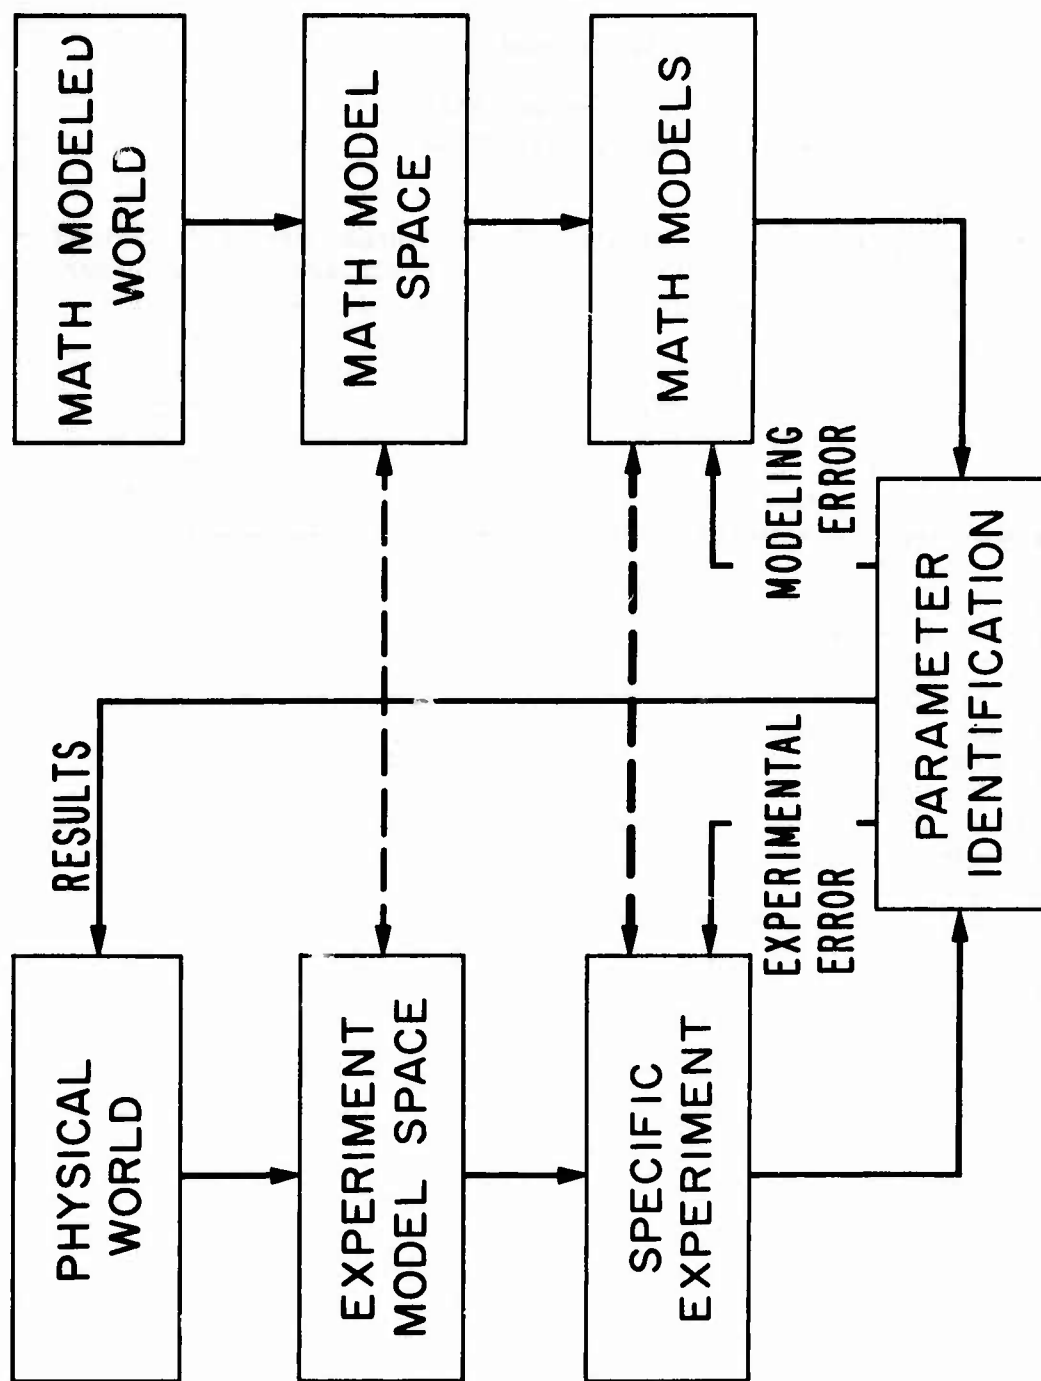 PHYSICAL
WORLD
RESULTS
MATH MODELED
WORLD
EXPERIMENT
MODEL SPACE
MATH MODEL
SPACE
SPECIFIC
EXPERIMENT
MATH MODELS
EXPERIMENTAL
ERROR
MODELING
ERROR
PARAMETER
IDENTIFICATION